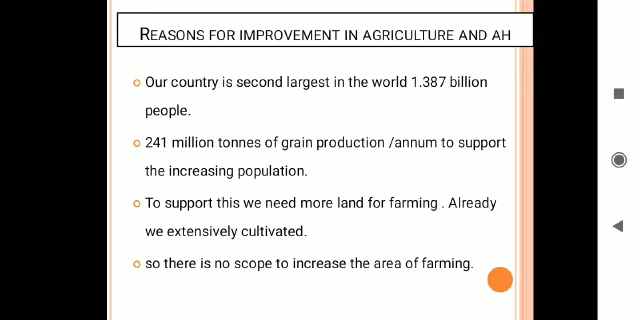 REASONS FOR IMPROVEMENT IN AGRICULTURE AND AH
Our country is second largest in the world 1.387 billion
people.
241 million tonnes of grain production /annum to support
the increasing population.
To support this we need more land for farming . Already
we extensively cultivated.
so there is no scope to increase the area of farming.